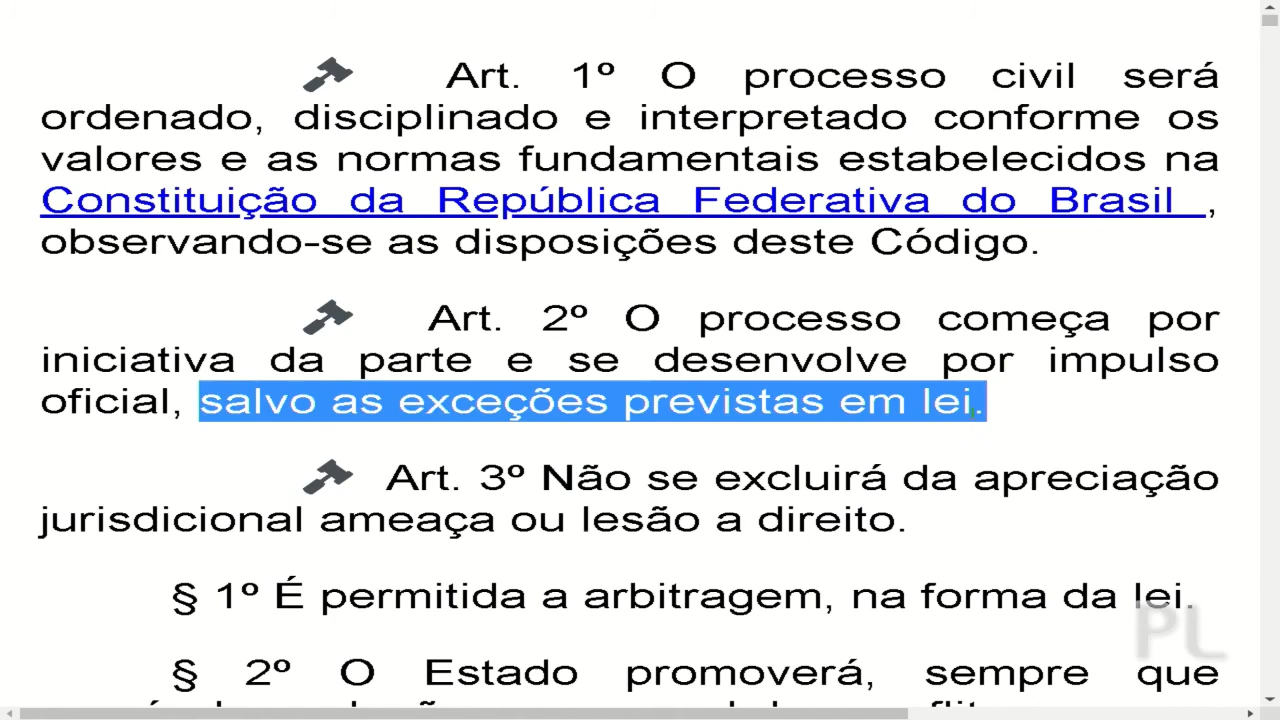 Art. 1º O processo civil será
ordenado, disciplinado e interpretado conforme os
valores e as normas fundamentais estabelecidos na
Constituição da República Federativa do Brasil ,
observando-se as disposições deste Código.
Art. 2º O processo começa por
iniciativa da parte e se desenvolve por impulso
oficial, salvo as exceções previstas em lei.
Art. 3º Não se excluirá da apreciação
jurisdicional ameaça ou lesão a direito.
§ 1º É permitida a arbitragem, na forma da lei.
PL
§ 2º O Estado promoverá, sempre que